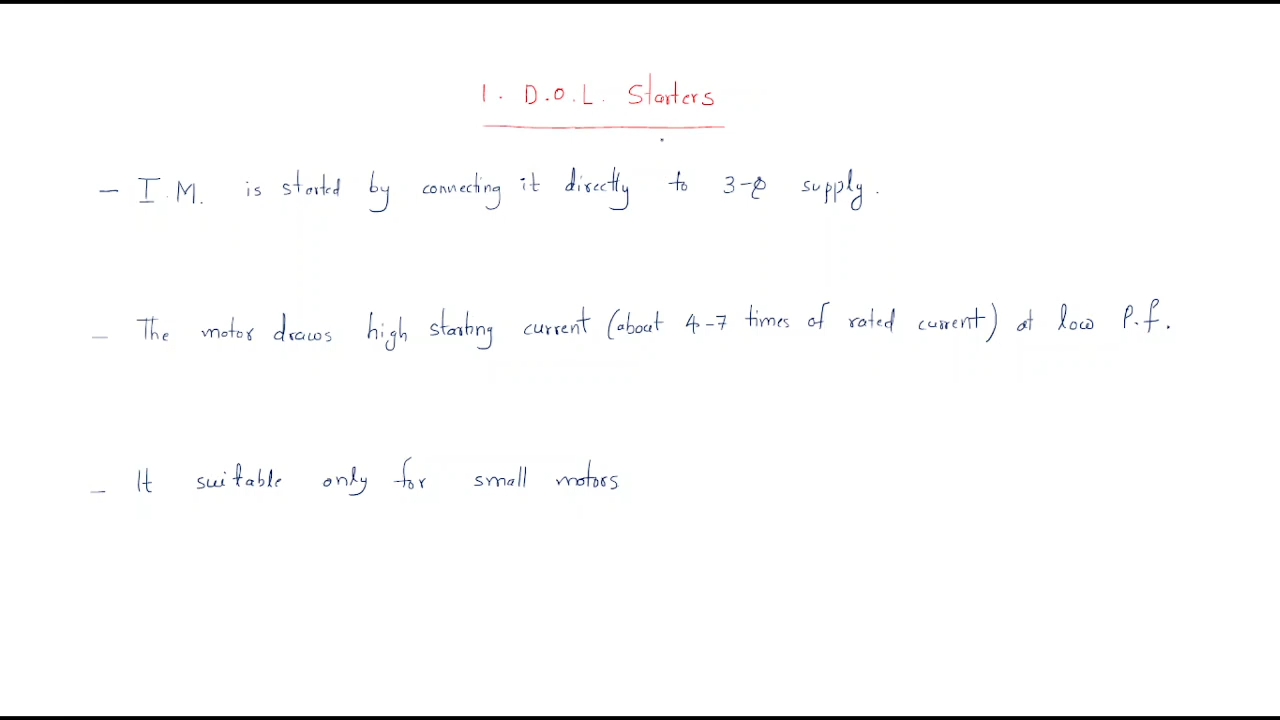 1. D.O.L. Starters
- I.M. is started by connecting it directly to 3-φ supply.
- The motor draws high starting current (about 4-7 times of rated current) at low P.f.
- It suitable only for small motors